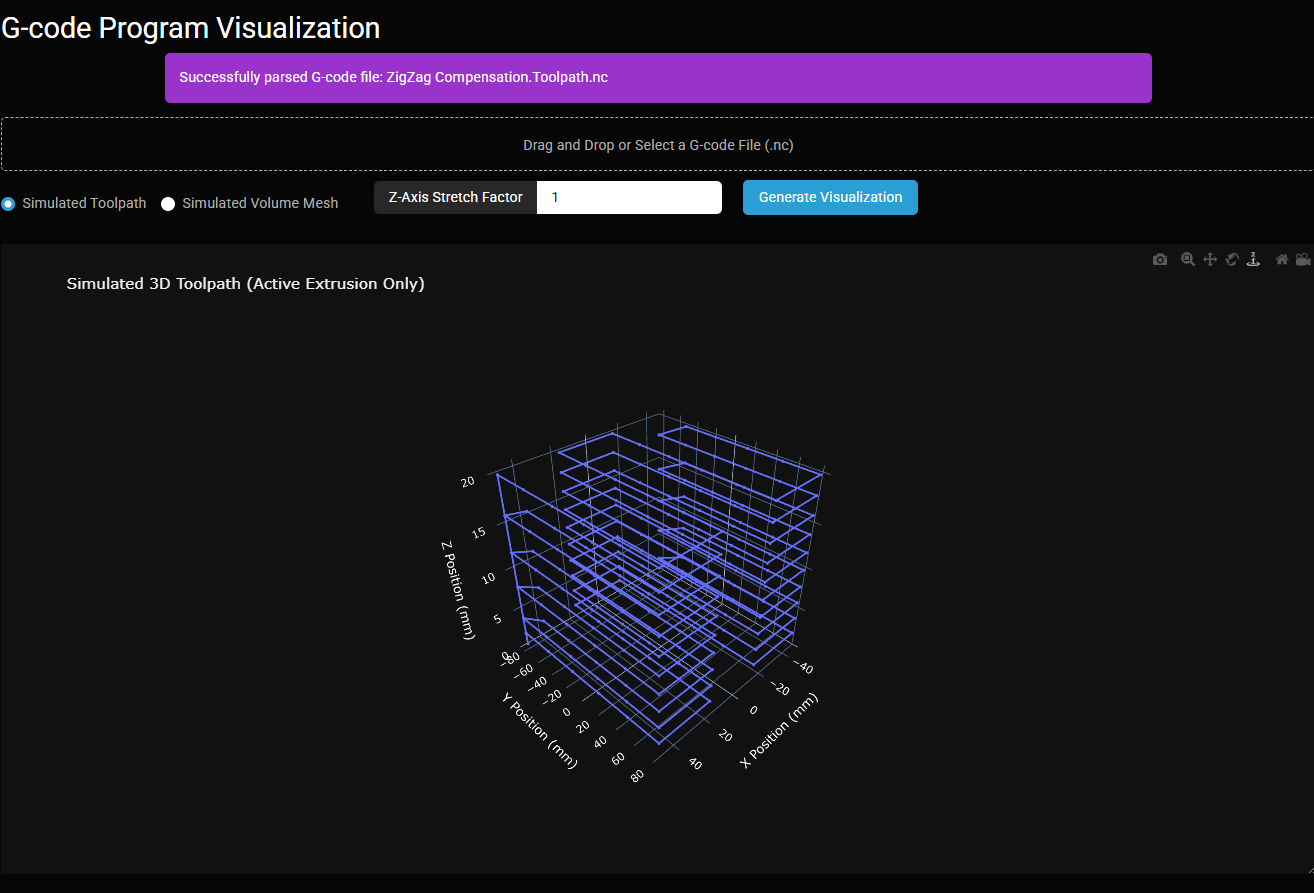 G-code Program Visualization
Successfully parsed G-code file: ZigZag Compensation.Toolpath.nc
Drag and Drop or Select a G-code File (.nc)
Simulated Toolpath
Simulated Volume Mesh
Z-Axis Stretch Factor
1
Generate Visualization
Simulated 3D Toolpath (Active Extrusion Only)
20
15
10
5
0
Z Position (mm)
−80
−60
−40
−20
0
20
40
60
80
Y Position (mm)
−40
−20
0
20
40
X Position (mm)